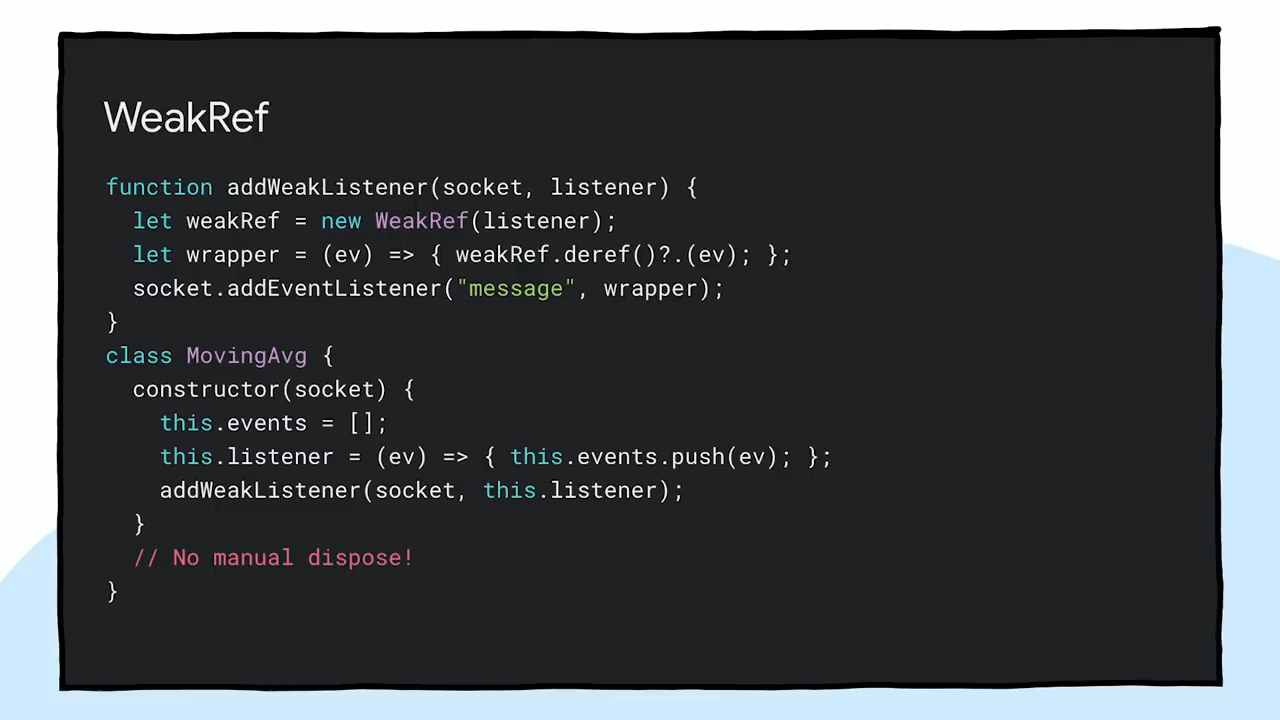 WeakRef
function addWeakListener(socket, listener) {
  let weakRef = new WeakRef(listener);
  let wrapper = (ev) => { weakRef.deref()?.(ev); };
  socket.addEventListener("message", wrapper);
}
class MovingAvg {
  constructor(socket) {
    this.events = [];
    this.listener = (ev) => { this.events.push(ev); };
    addWeakListener(socket, this.listener);
  }
  // No manual dispose!
}